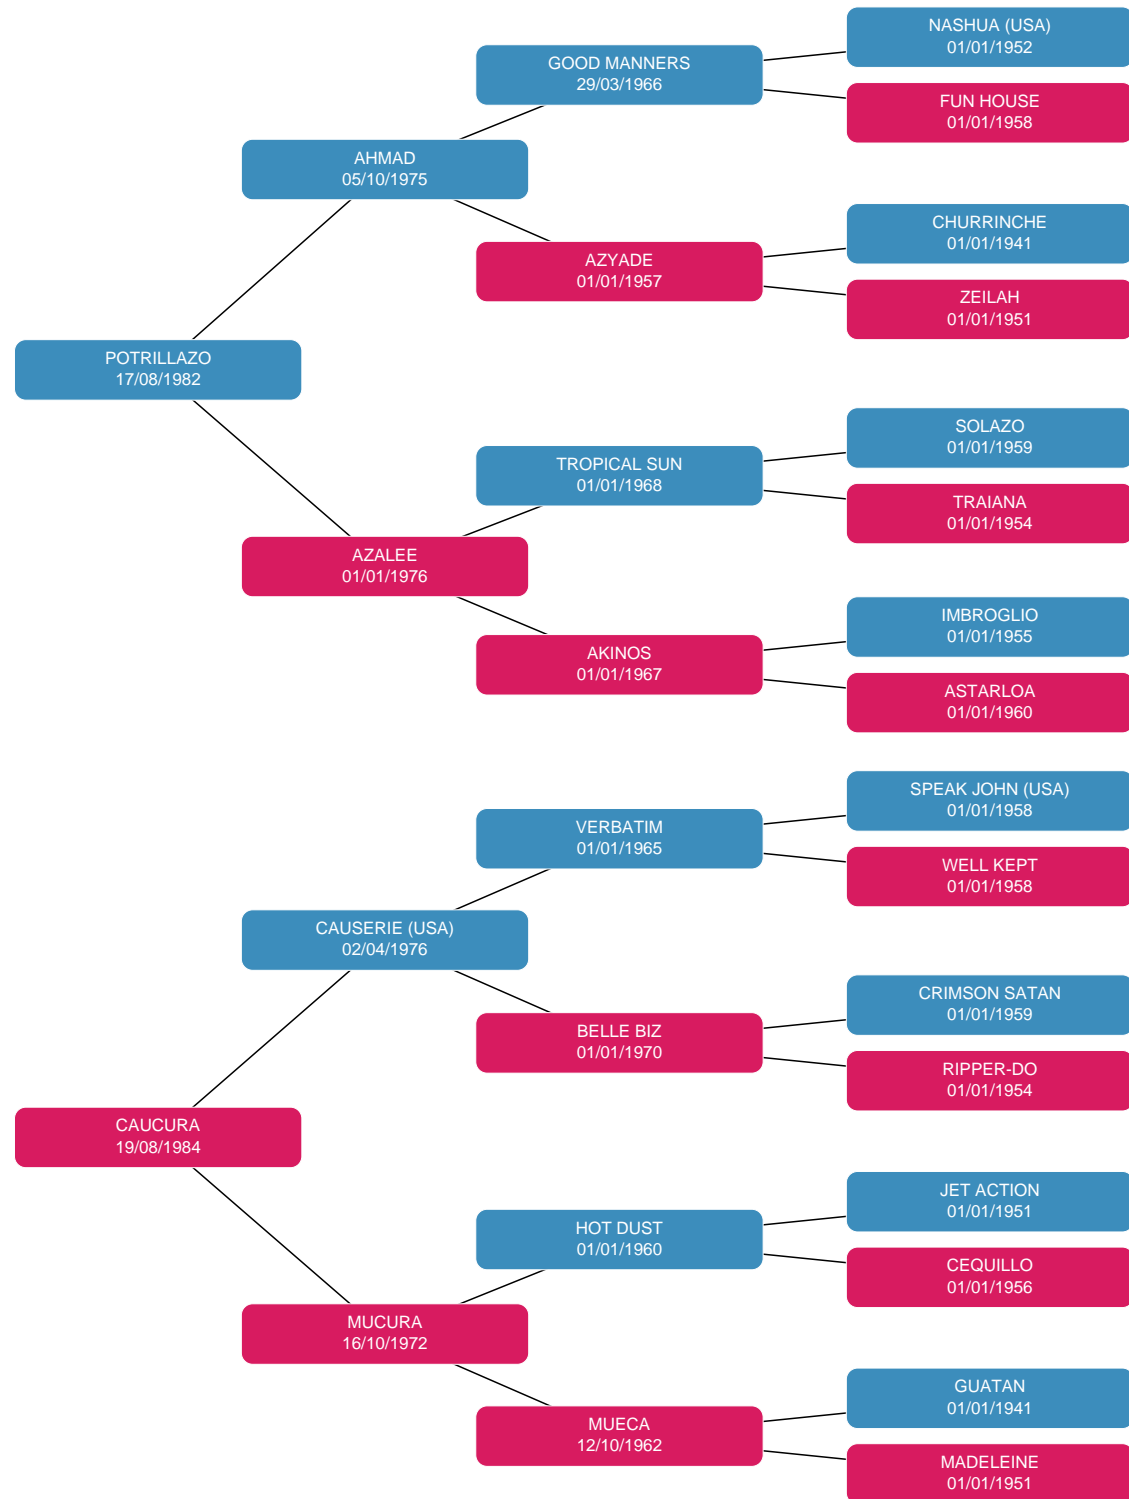 NASHUA (USA)
01/01/1952
GOOD MANNERS
29/03/1966
FUN HOUSE
01/01/1958
AHMAD
05/10/1975
CHURRINCHE
01/01/1941
AZYADE
01/01/1957
ZEILAH
01/01/1951
POTRILLAZO
17/08/1982
SOLAZO
01/01/1959
TROPICAL SUN
01/01/1968
TRAIANA
01/01/1954
AZALEE
01/01/1976
IMBROGLIO
01/01/1955
AKINOS
01/01/1967
ASTARLOA
01/01/1960
SPEAK JOHN (USA)
01/01/1958
VERBATIM
01/01/1965
WELL KEPT
01/01/1958
CAUSERIE (USA)
02/04/1976
CRIMSON SATAN
01/01/1959
BELLE BIZ
01/01/1970
RIPPER-DO
01/01/1954
CAUCURA
19/08/1984
JET ACTION
01/01/1951
HOT DUST
01/01/1960
CEQUILLO
01/01/1956
MUCURA
16/10/1972
GUATAN
01/01/1941
MUECA
12/10/1962
MADELEINE
01/01/1951